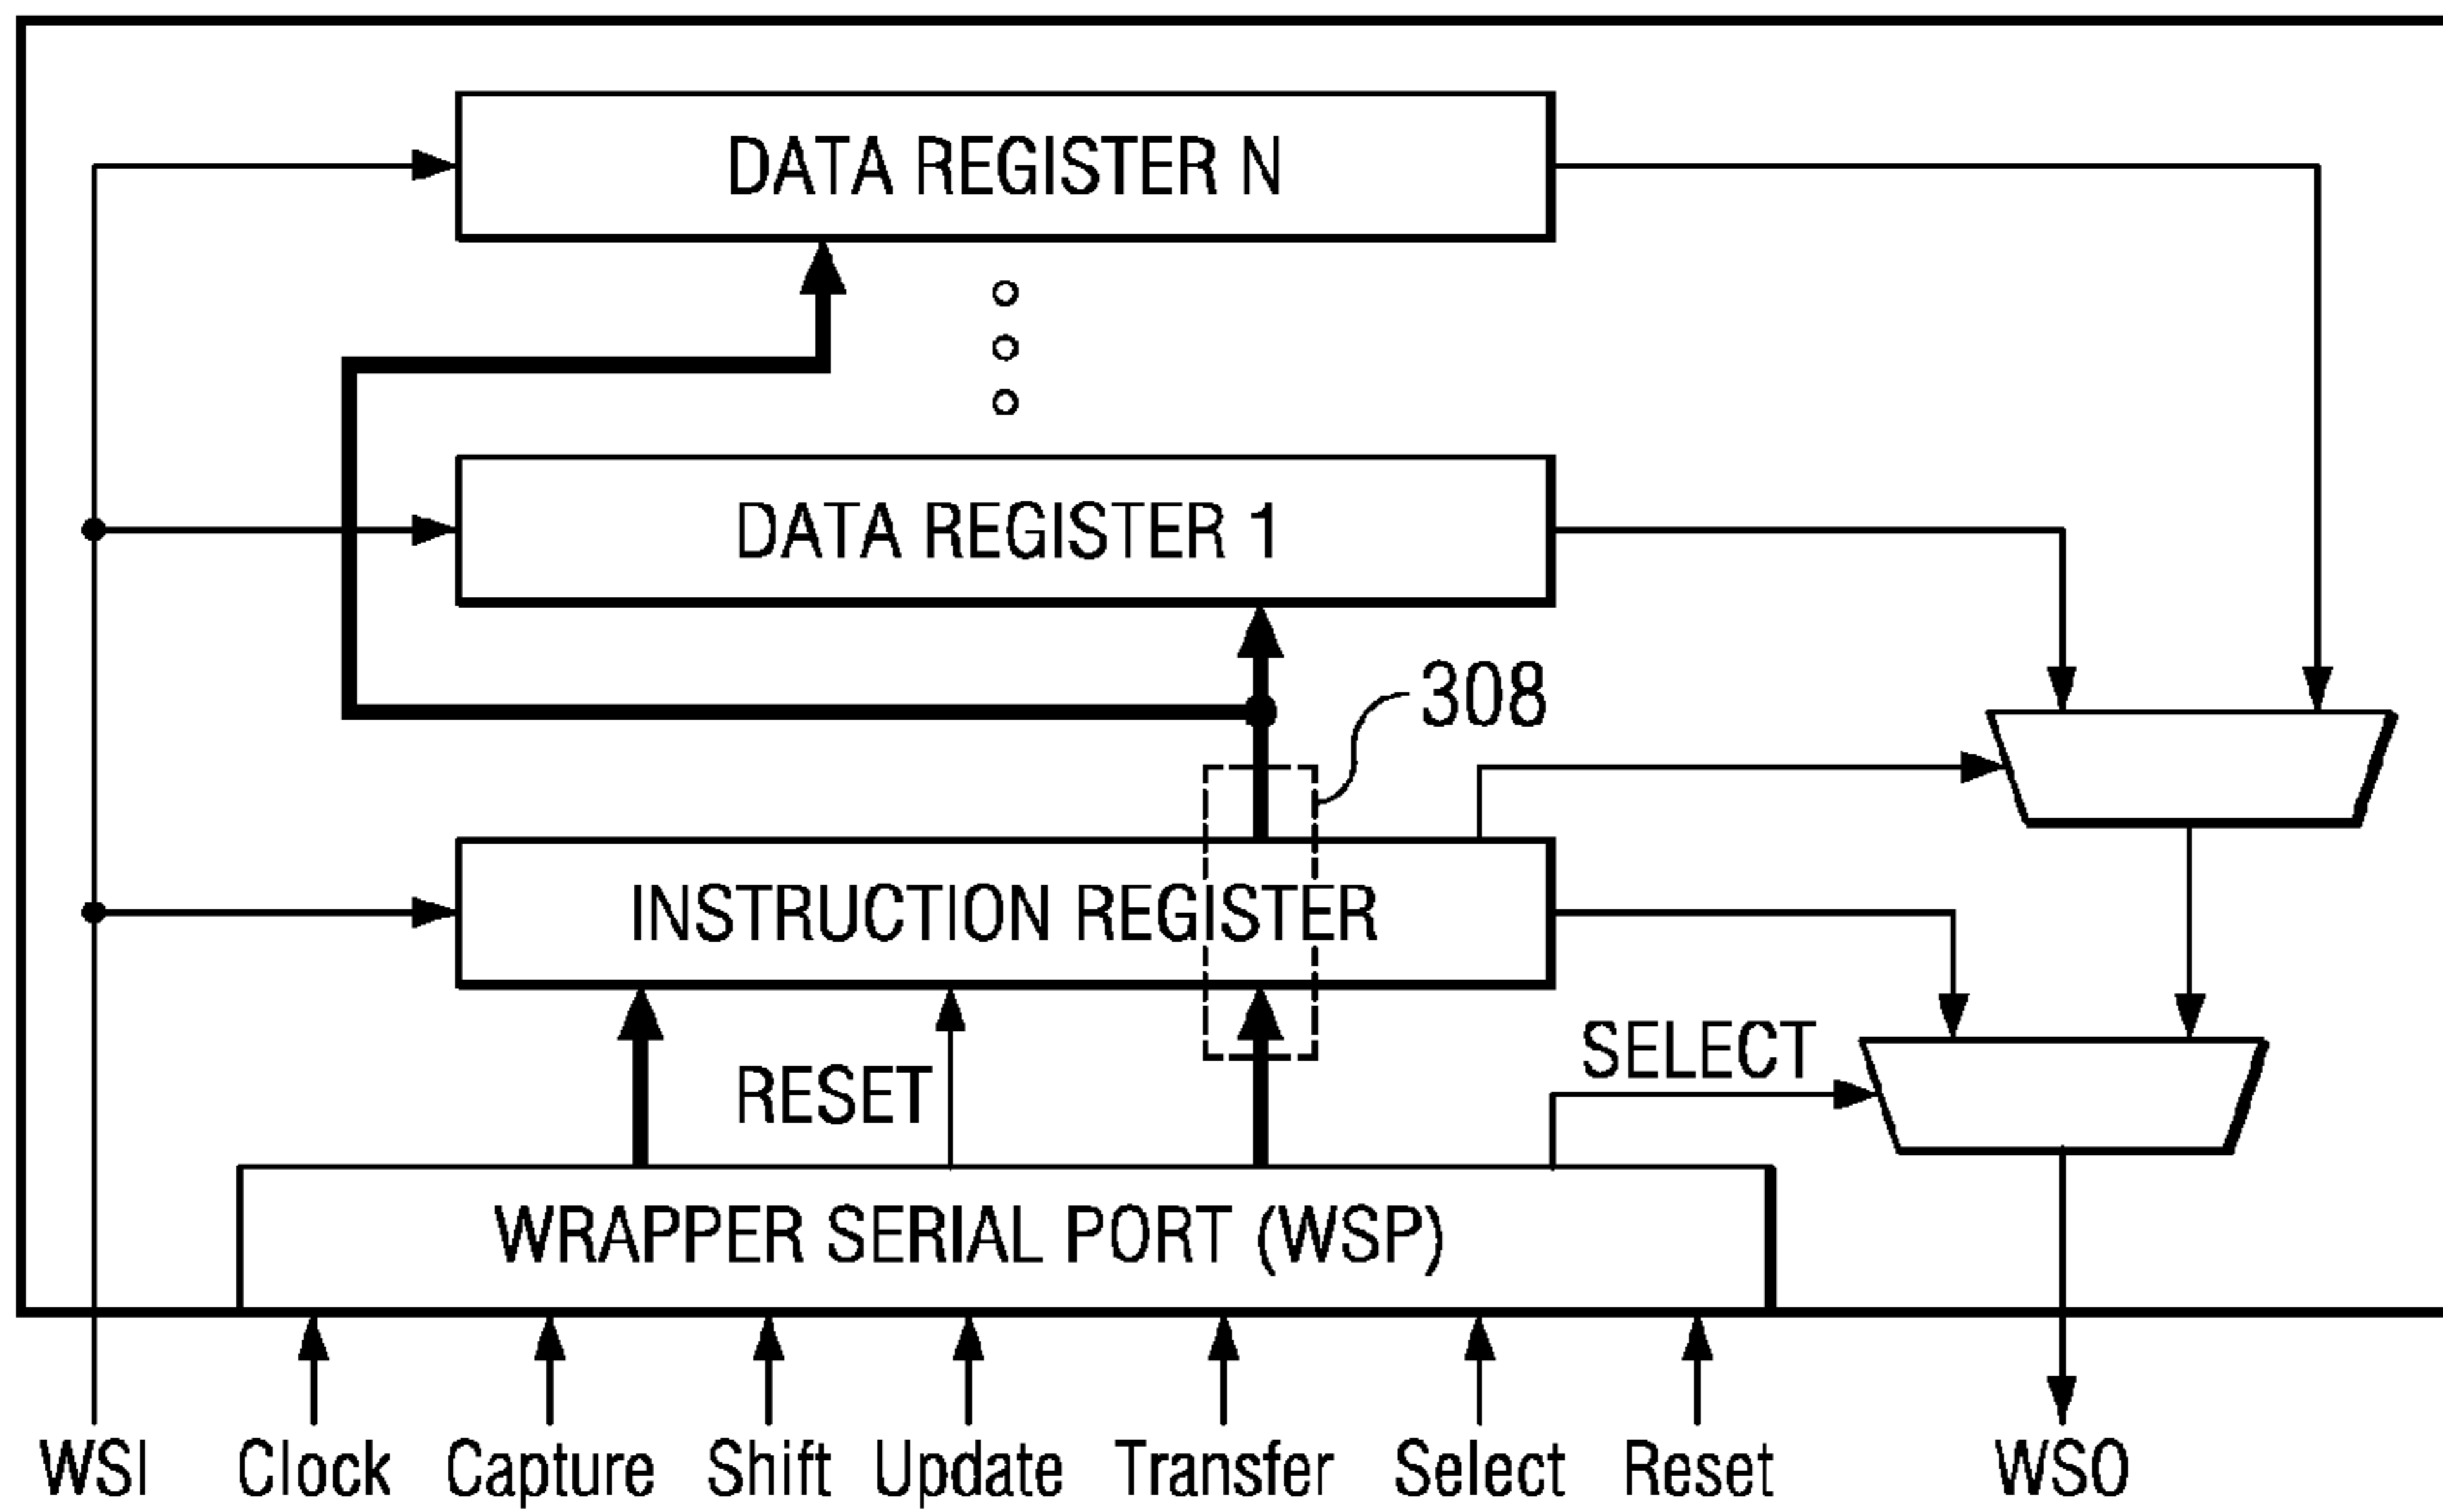 DATA REGISTER N
DATA REGISTER 1
308
INSTRUCTION REGISTER
SELECT
RESET
WRAPPER SERIAL PORT (WSP)
WSI Clock Capture Shift Update Transfer Select Reset WSO